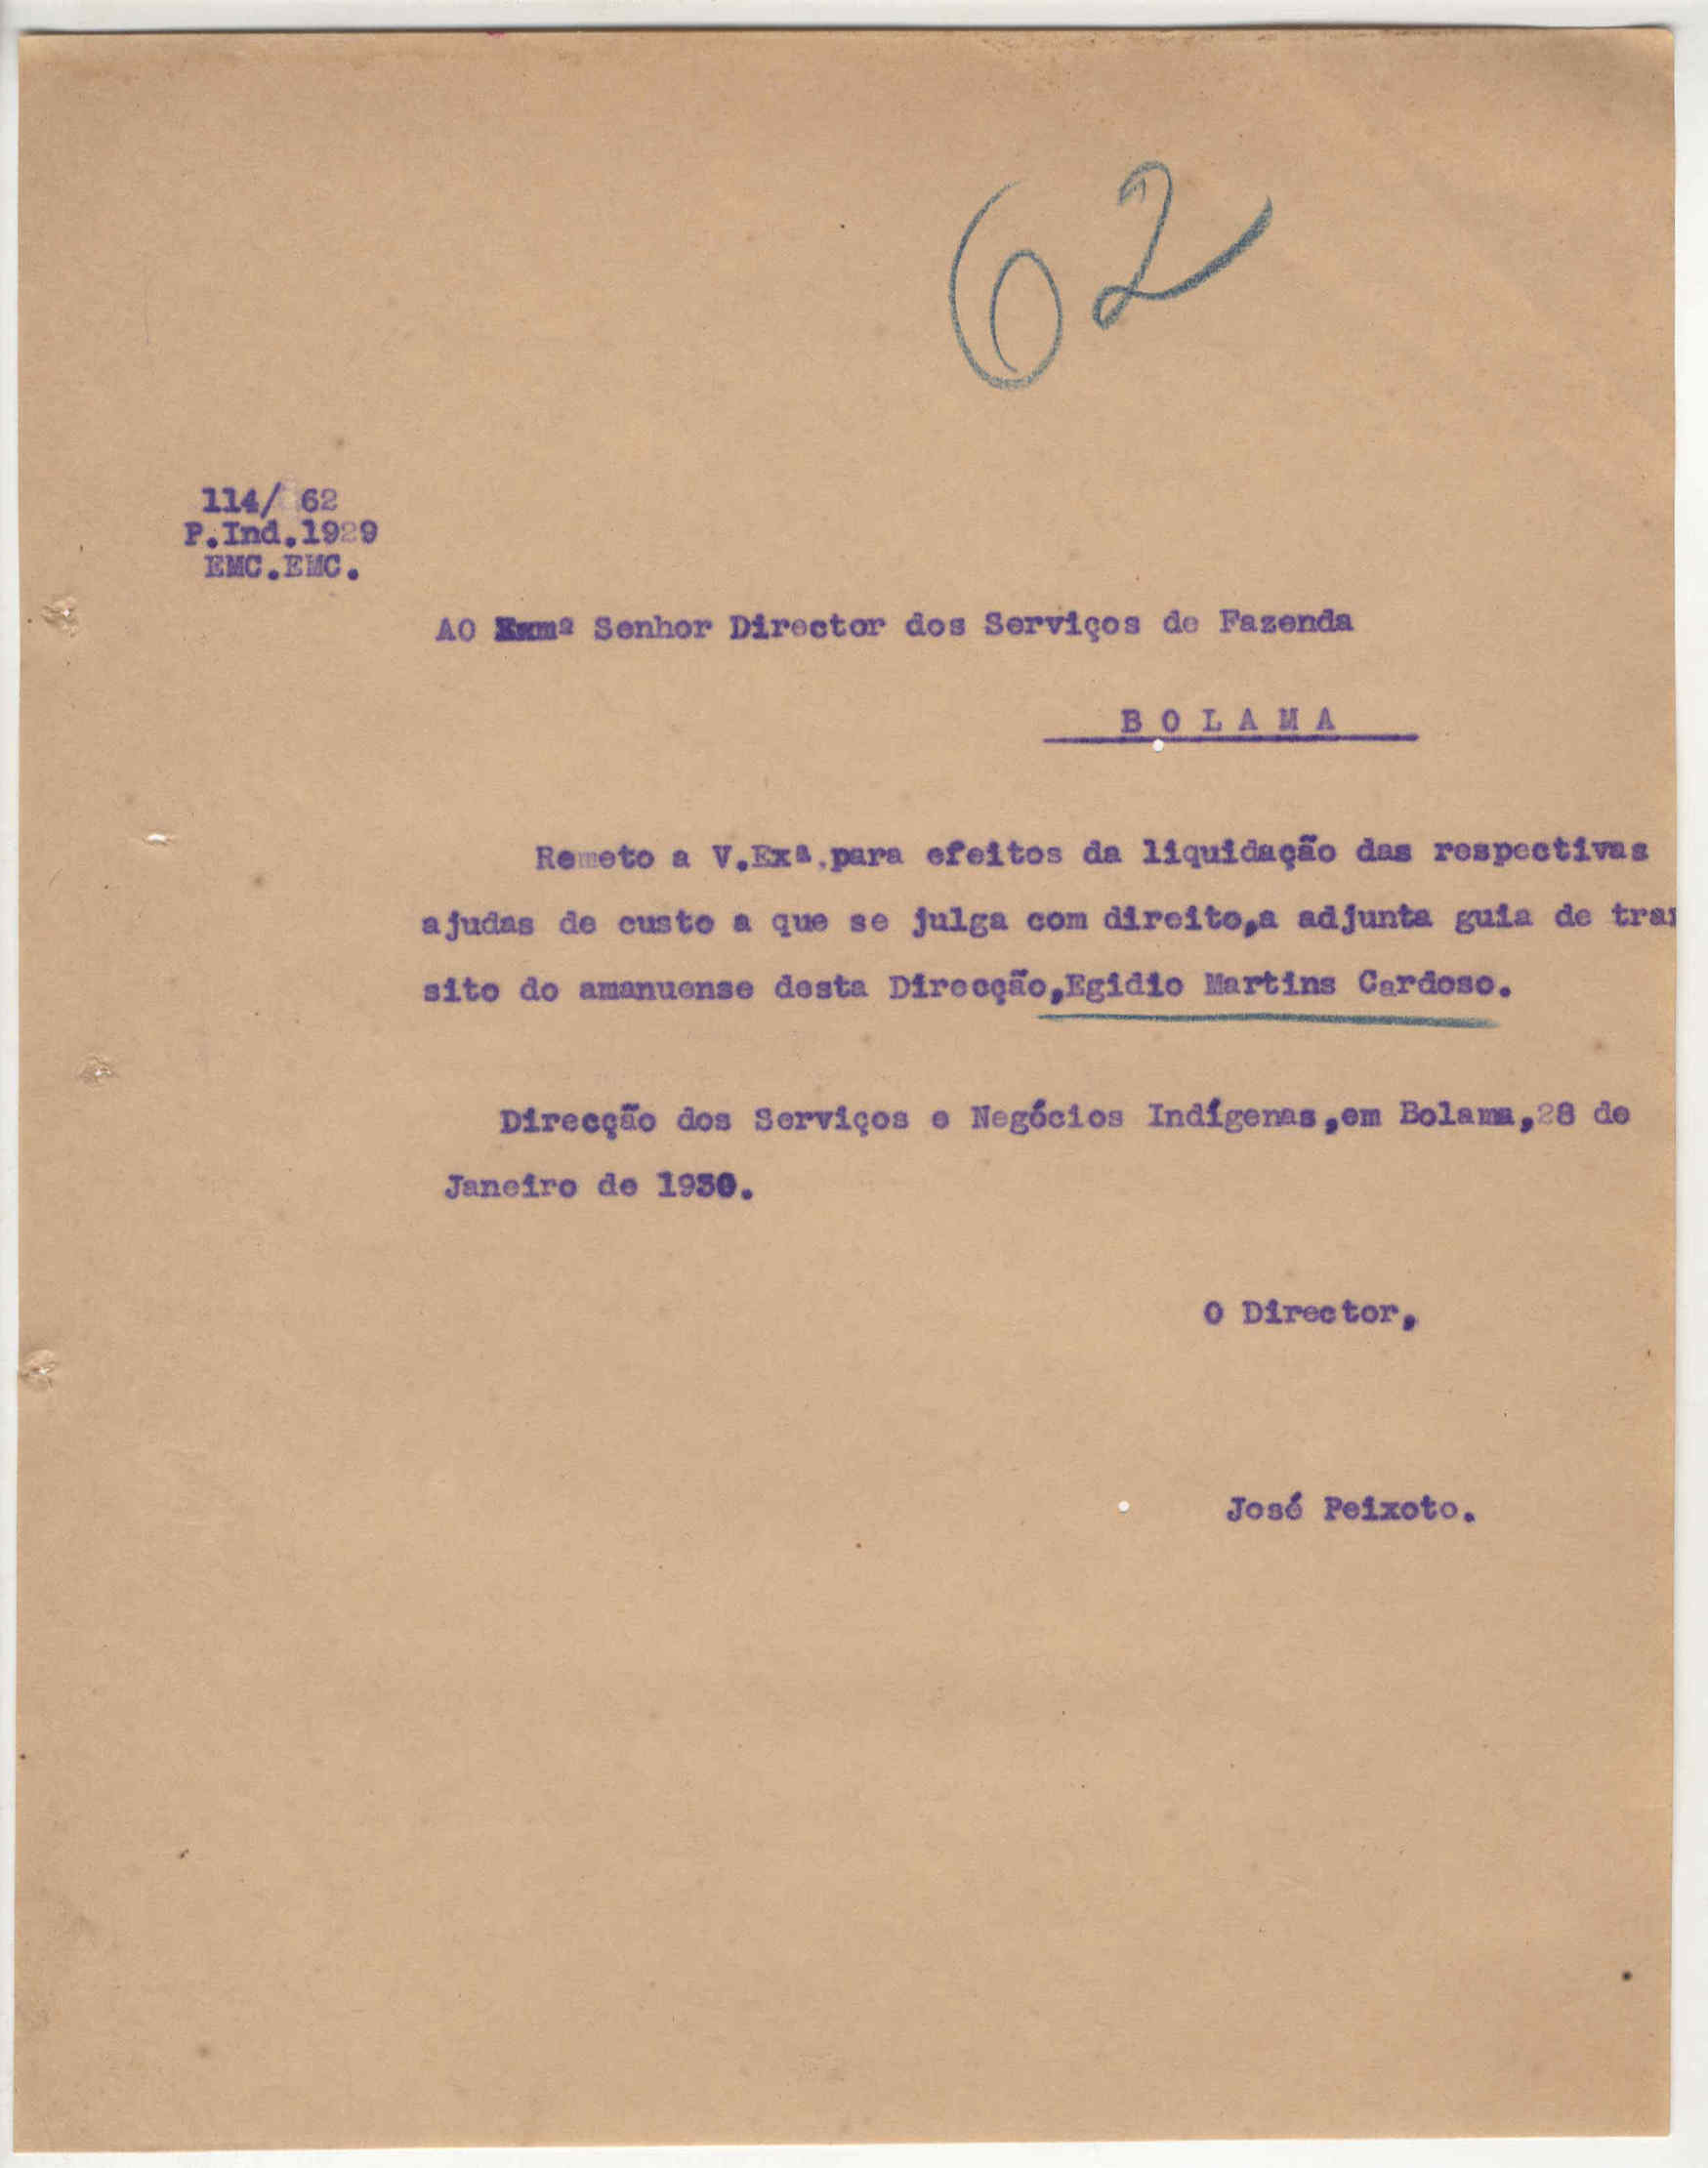 62
114/ 62
P.Ind.1929
EMC.EMC.
AO Exmº Senhor Director dos Serviços de Fazenda
B O L A M A
Remeto a V.Exª.para efeitos da liquidação das respectivas
ajudas de custo a que se julga com direito,a adjunta guia de tran
sito do amanuense desta Direcção,Egidio Martins Cardoso.
Direcção dos Serviços e Negócios Indígenas,em Bolama,28 de
Janeiro de 1930.
O Director,
José Peixoto.